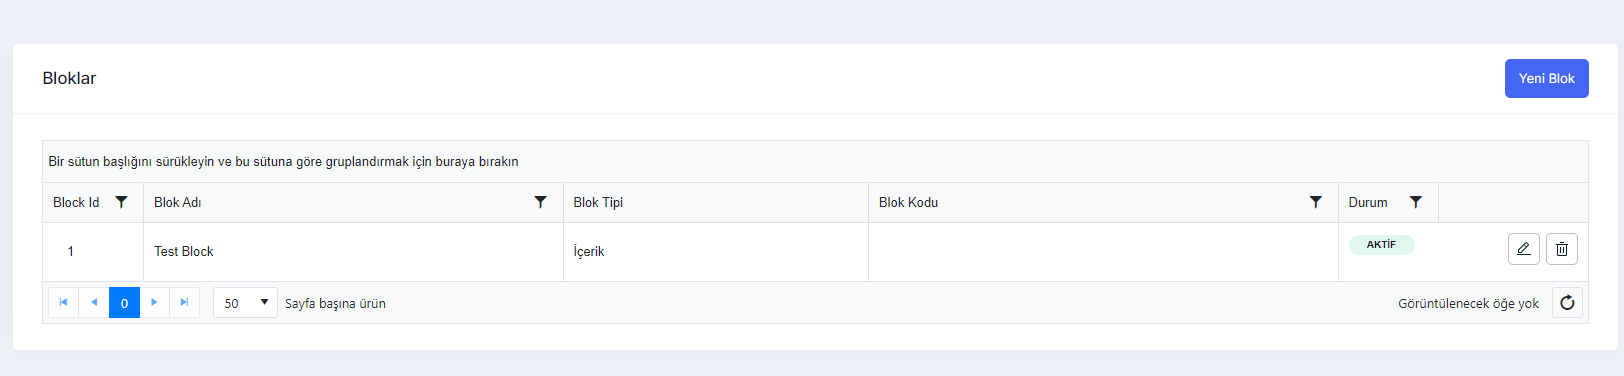 Bloklar
Yeni Blok
Bir sütun başlığını sürükleyin ve bu sütuna göre gruplandırmak için buraya bırakın
Block Id Blok Adı Blok Tipi Blok Kodu Durum
1 Test Block İçerik AKTİF
0 50 Sayfa başına ürün Görüntülenecek öğe yok